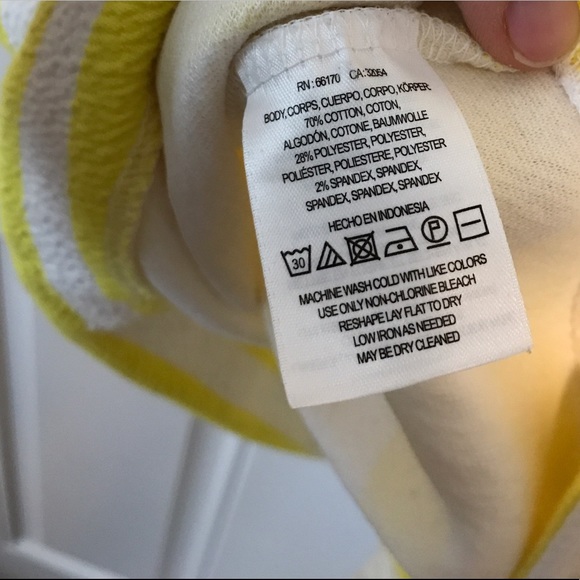 RN: 66170 CA: 32054
BODY, CORPS, CUERPO, CORPO, KÖRPER
70% COTTON, COTON,
ALGODÓN, COTONE, BAUMWOLLE
28% POLYESTER, POLYESTER,
POLIÉSTER, POLIESTERE, POLYESTER
2% SPANDEX, SPANDEX,
SPANDEX, SPANDEX, SPANDEX
HECHO EN INDONESIA
30 P
MACHINE WASH COLD WITH LIKE COLORS
USE ONLY NON-CHLORINE BLEACH
RESHAPE LAY FLAT TO DRY
LOW IRON AS NEEDED
MAY BE DRY CLEANED